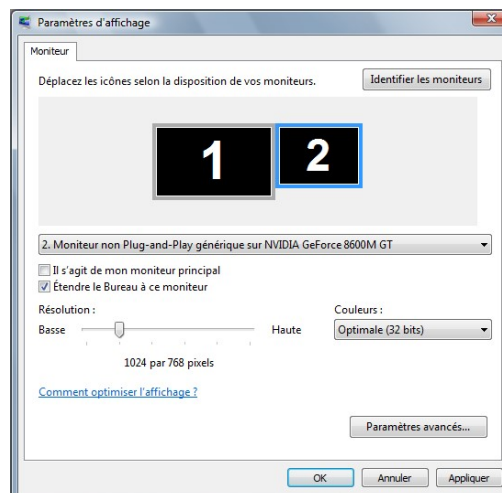 Paramètres d'affichage
Moniteur
Déplacez les icônes selon la disposition de vos moniteurs.
Identifier les moniteurs
1
2
2. Moniteur non Plug-and-Play générique sur NVIDIA GeForce 8600M GT
Il s'agit de mon moniteur principal
Étendre le Bureau à ce moniteur
Résolution :
Couleurs :
Basse
Haute
Optimale (32 bits)
1024 par 768 pixels
Comment optimiser l'affichage ?
Paramètres avancés...
OK
Annuler
Appliquer